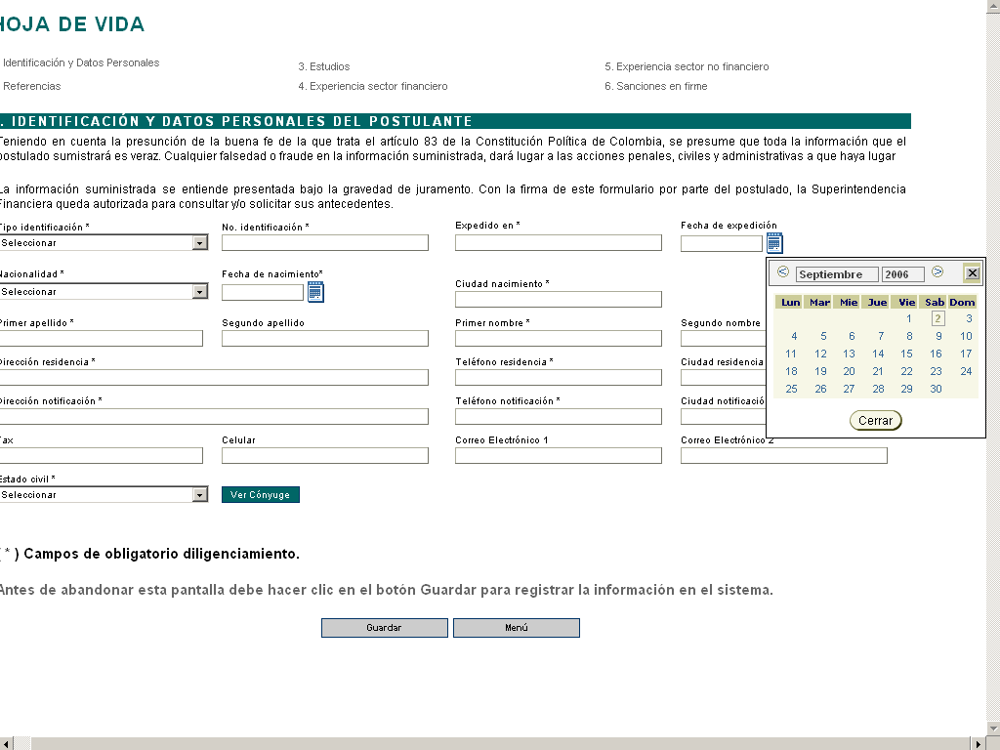 HOJA DE VIDA
Identificación y Datos Personales
3. Estudios
5. Experiencia sector no financiero
Referencias
4. Experiencia sector financiero
6. Sanciones en firme
. IDENTIFICACIÓN Y DATOS PERSONALES DEL POSTULANTE
Teniendo en cuenta la presunción de la buena fe de la que trata el artículo 83 de la Constitución Política de Colombia, se presume que toda la información que el
postulado sumistrará es veraz. Cualquier falsedad o fraude en la información suministrada, dará lugar a las acciones penales, civiles y administrativas a que haya lugar
La información suministrada se entiende presentada bajo la gravedad de juramento. Con la firma de este formulario por parte del postulado, la Superintendencia
Financiera queda autorizada para consultar y/o solicitar sus antecedentes.
Tipo identificación * No. identificación * Expedido en * Fecha de expedición
Seleccionar
Nacionalidad * Fecha de nacimiento* Ciudad nacimiento *
Seleccionar
Primer apellido * Segundo apellido Primer nombre * Segundo nombre
Dirección residencia * Teléfono residencia * Ciudad residencia
Dirección notificación * Teléfono notificación * Ciudad notificació
Fax Celular Correo Electrónico 1 Correo Electrónico 2
Estado civil *
Seleccionar Ver Cónyuge
< Septiembre 2006 > X
Lun Mar Mie Jue Vie Sab Dom
1 2 3
4 5 6 7 8 9 10
11 12 13 14 15 16 17
18 19 20 21 22 23 24
25 26 27 28 29 30
Cerrar
( * ) Campos de obligatorio diligenciamiento.
Antes de abandonar esta pantalla debe hacer clic en el botón Guardar para registrar la información en el sistema.
Guardar Menú